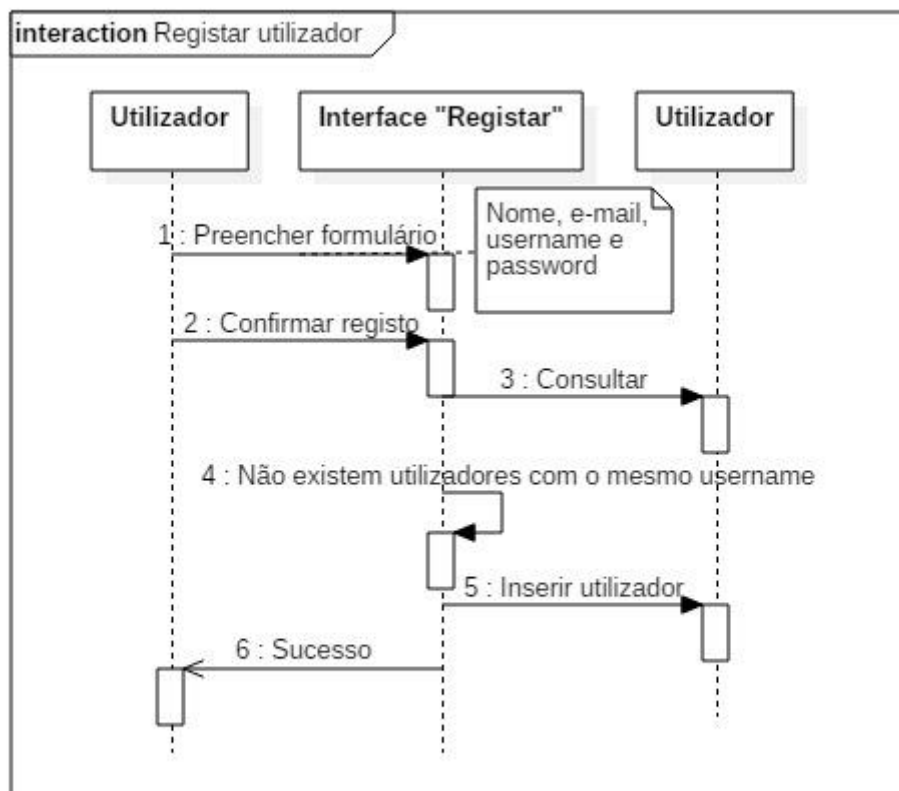 interaction Registar utilizador
Utilizador
Interface "Registar"
Utilizador
1 : Preencher formulário
Nome, e-mail,
username e
password
2 : Confirmar registo
3 : Consultar
4 : Não existem utilizadores com o mesmo username
5 : Inserir utilizador
6 : Sucesso